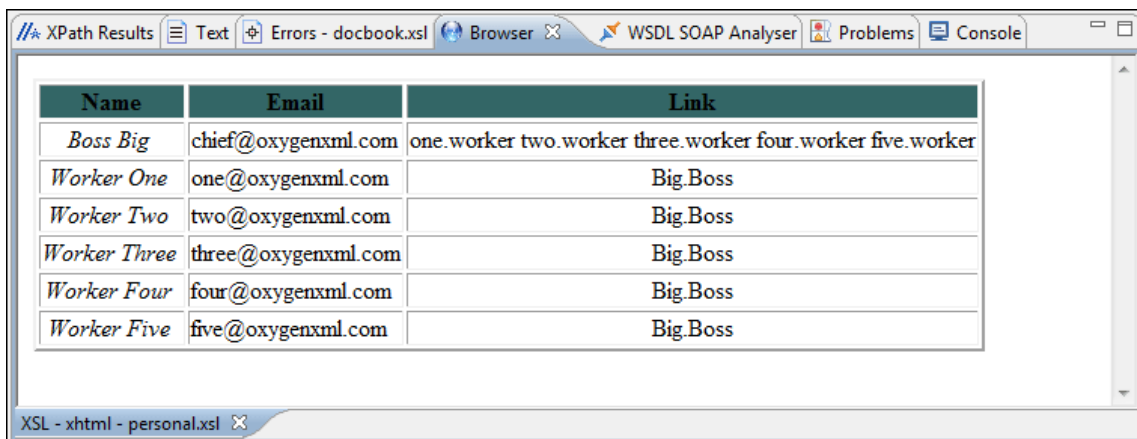 XPath Results Text Errors - docbook.xsl Browser WSDL SOAP Analyser Problems Console
Name Email Link
Boss Big chief@oxygenxml.com one.worker two.worker three.worker four.worker five.worker
Worker One one@oxygenxml.com Big.Boss
Worker Two two@oxygenxml.com Big.Boss
Worker Three three@oxygenxml.com Big.Boss
Worker Four four@oxygenxml.com Big.Boss
Worker Five five@oxygenxml.com Big.Boss
XSL - xhtml - personal.xsl